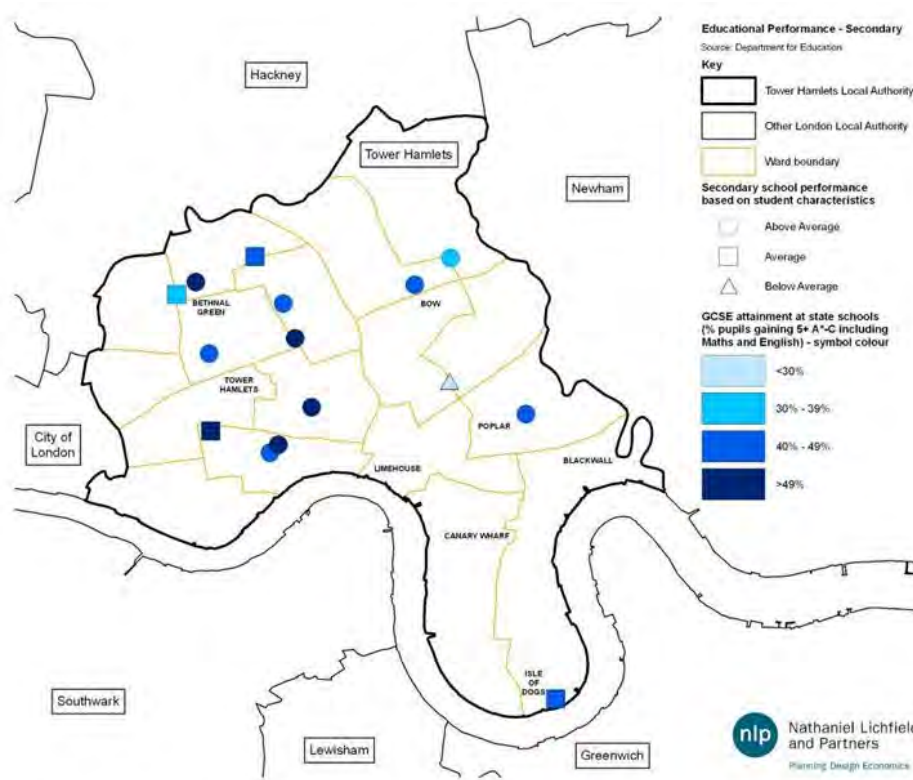 Educational Performance - Secondary
Source: Department for Education
Key
Tower Hamlets Local Authority
Other London Local Authority
Ward boundary
Secondary school performance
based on student characteristics
Above Average
Average
Below Average
GCSE attainment at state schools
(% pupils gaining 5+ A*-C including
Maths and English) - symbol colour
<30%
30% - 39%
40% - 49%
>49%
Hackney
Tower Hamlets
Newham
BETHNAL
GREEN
BOW
TOWER
HAMLETS
City of
London
POPLAR
LIMEHOUSE
BLACKWALL
CANARY WHARF
ISLE
OF
DOGS
Southwark
Lewisham
Greenwich
nlp
Nathaniel Lichfield
and Partners
Planning Design Economics